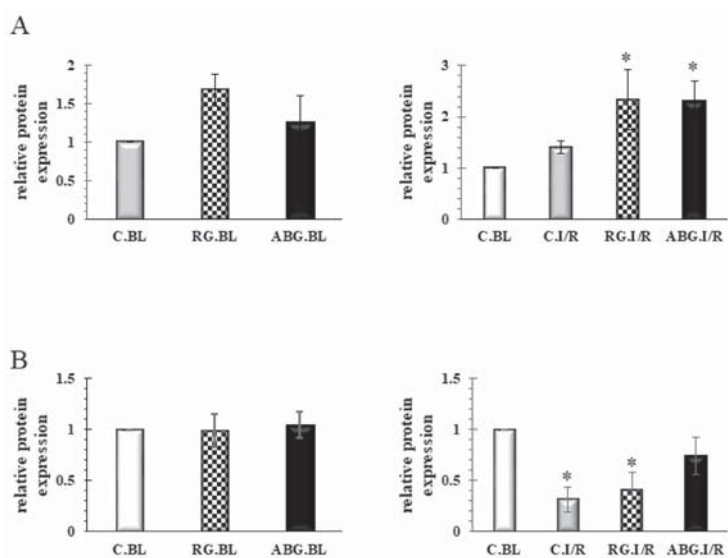 A
relative protein
expression
2
1.5
1
0.5
0
C.BL RG.BL ABG.BL
relative protein
expression
3
2
1
0
* *
C.BL C.I/R RG.I/R ABG.I/R
B
relative protein
expression
1.5
1
0.5
0
C.BL RG.BL ABG.BL
relative protein
expression
1.5
1
0.5
0
* *
C.BL C.I/R RG.I/R ABG.I/R